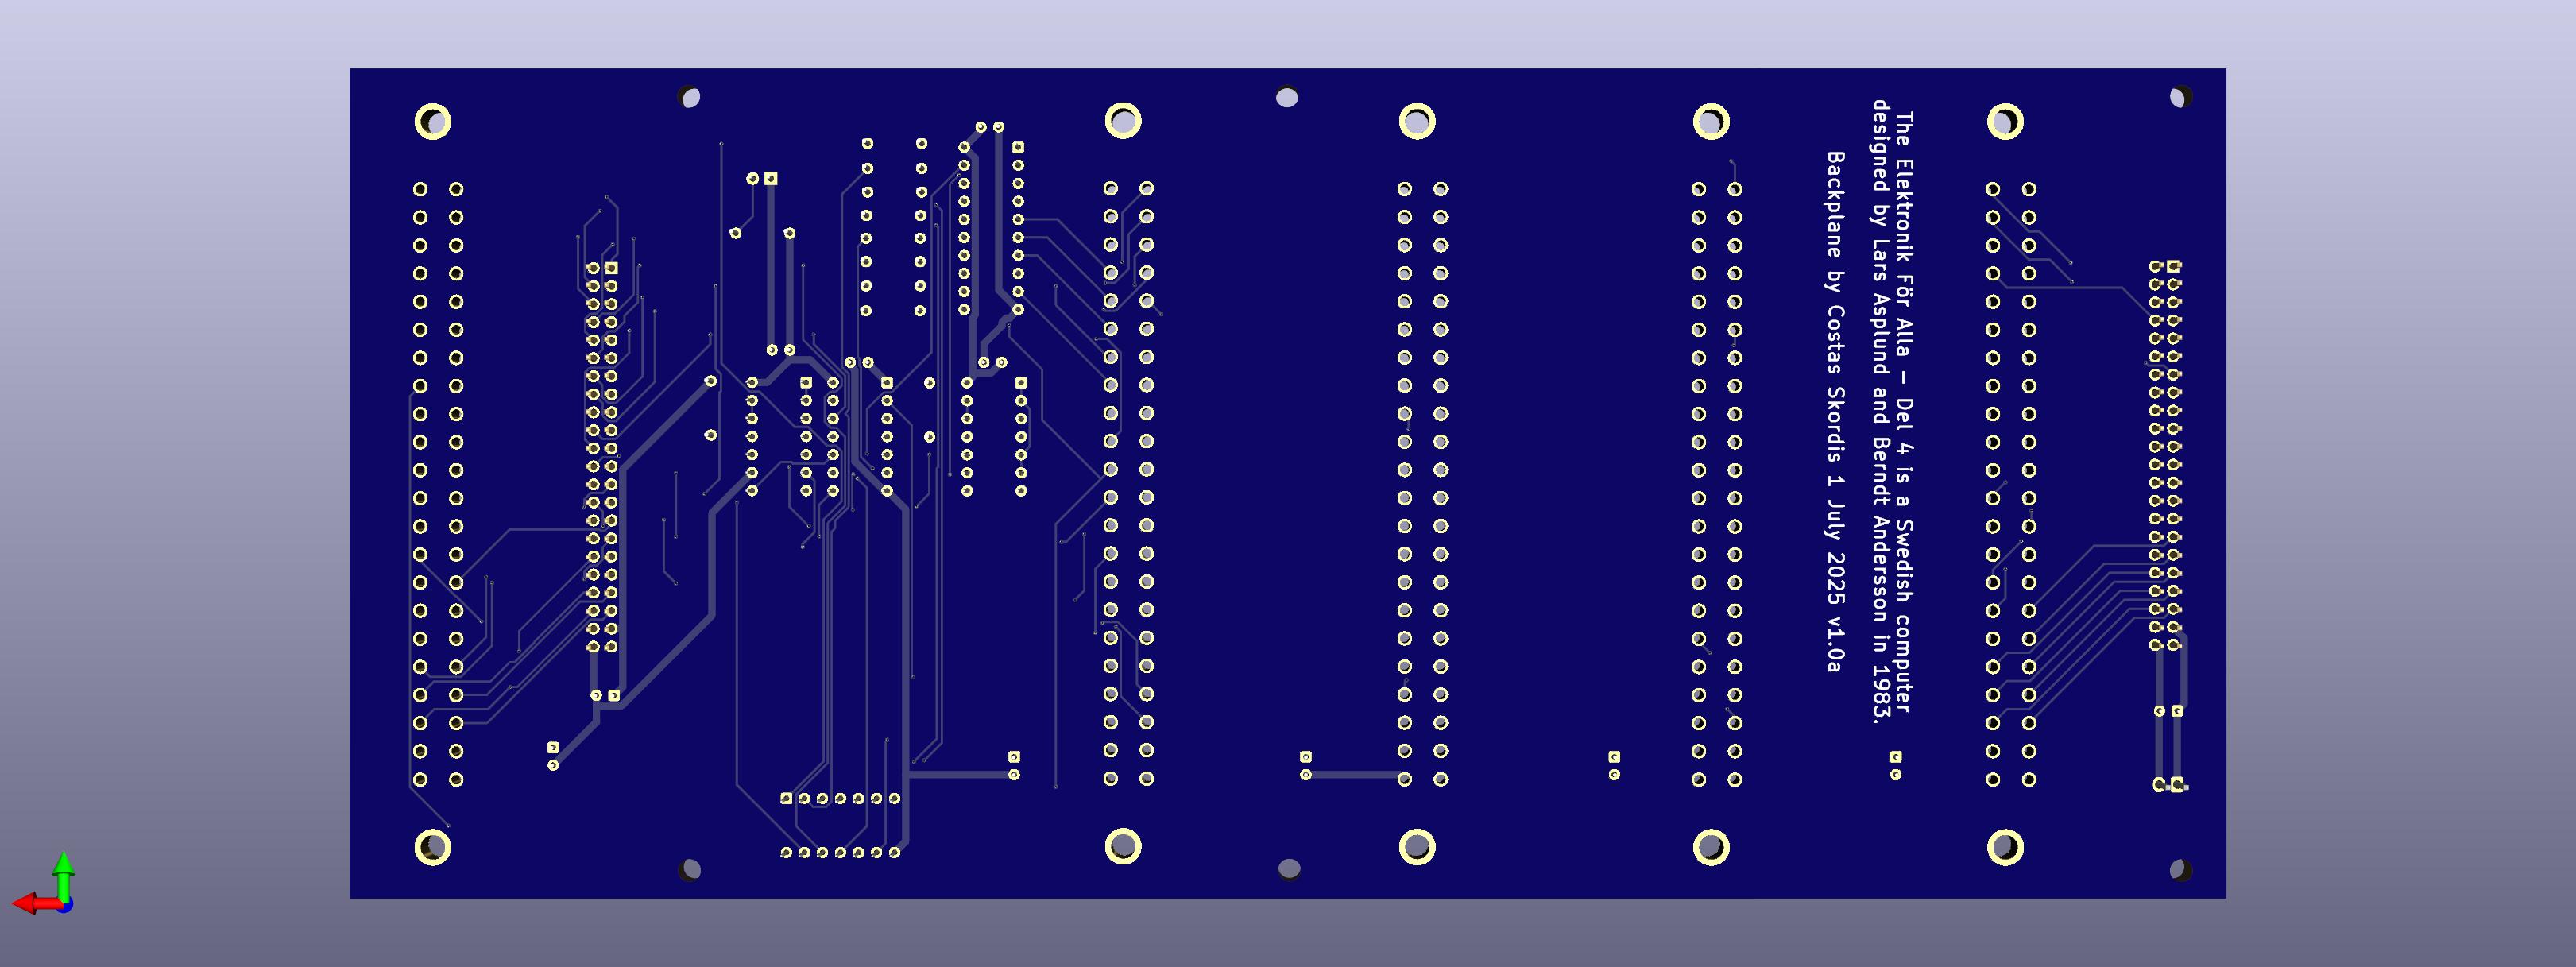 The Elektronik För Alla – Del 4 is a Swedish computer
designed by Lars Asplund and Berndt Andersson in 1983.
Backplane by Costas Skordis 1 July 2025 v1.0a